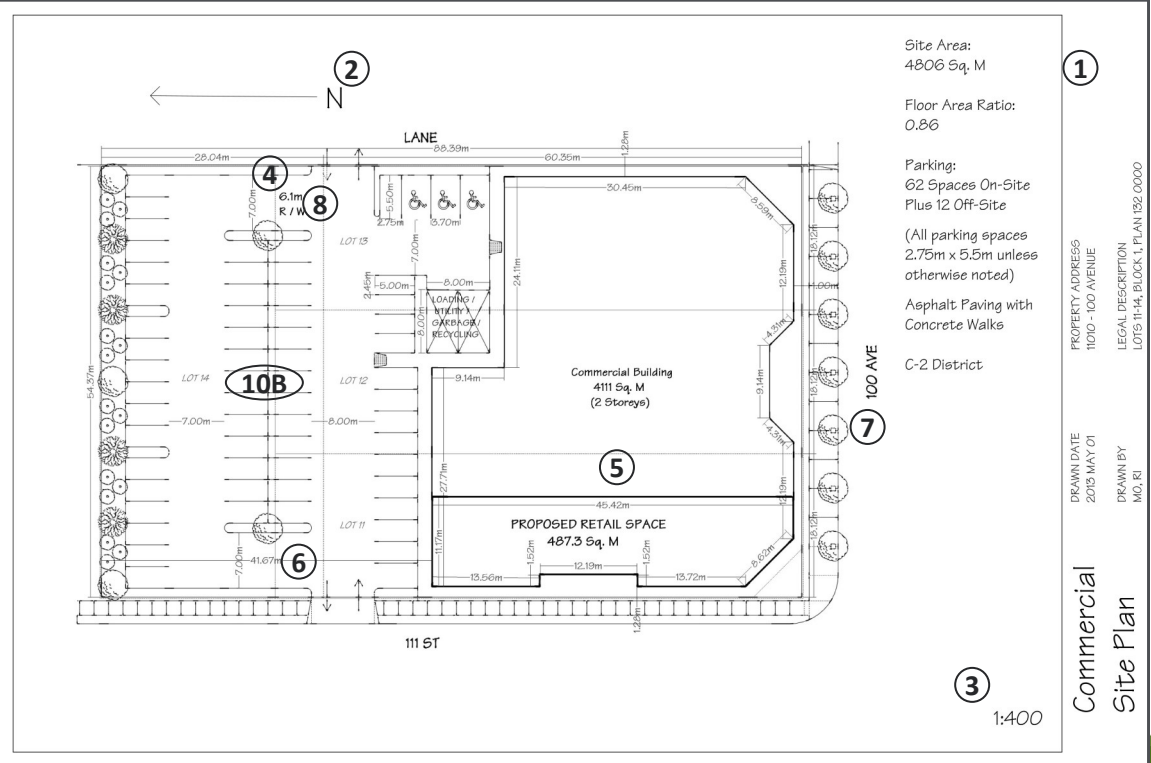 2
N
1
Site Area:
4806 Sq. M
Floor Area Ratio:
0.86
Parking:
62 Spaces On-Site
Plus 12 Off-Site
(All parking spaces
2.75m x 5.5m unless
otherwise noted)
Asphalt Paving with
Concrete Walks
C-2 District
LANE
88.39m
28.04m
60.35m
1.28m
4
6.1m
R / W
8
7.00m
5.50m
2.75m
3.70m
30.45m
8.59m
18.12m
LOT 13
7.00m
24.11m
12.19m
2.45m
5.00m
8.00m
1.00m
LOADING /
UTILITY /
GARBAGE /
RECYCLING
8.00m
4.31m
54.37m
LOT 14
10B
LOT 12
9.14m
Commercial Building
4111 Sq. M
(2 Storeys)
9.14m
18.12m
100 AVE
7.00m
8.00m
4.31m
7
5
27.71m
12.19m
45.42m
LOT 11
PROPOSED RETAIL SPACE
487.3 Sq. M
11.17m
18.12m
1.52m
12.19m
1.52m
8.62m
7.00m
41.67m
6
13.56m
13.72m
1.28m
111 ST
3
1:400
PROPERTY ADDRESS
11010 - 100 AVENUE
LEGAL DESCRIPTION
LOTS 11-14, BLOCK 1, PLAN 132 0000
DRAWN DATE
2013 MAY 01
DRAWN BY
MO, RI
Commercial
Site Plan